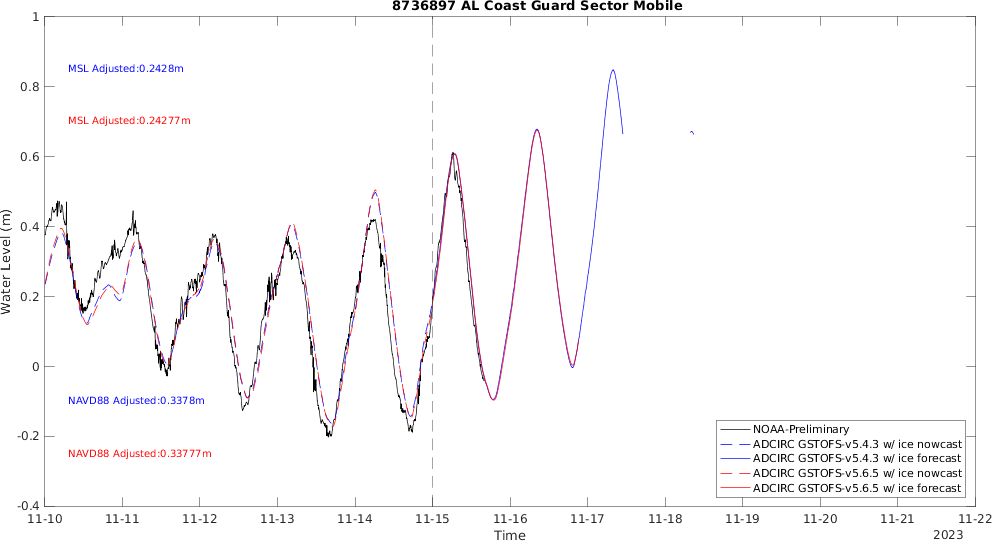 8736897 AL Coast Guard Sector Mobile
1
MSL Adjusted:0.2428m
0.8
MSL Adjusted:0.24277m
0.6
0.4
Water Level (m)
0.2
0
NAVD88 Adjusted:0.3378m
-0.2
NAVD88 Adjusted:0.33777m
-0.4
NOAA-Preliminary
ADCIRC GSTOFS-v5.4.3 w/ ice nowcast
ADCIRC GSTOFS-v5.4.3 w/ ice forecast
ADCIRC GSTOFS-v5.6.5 w/ ice nowcast
ADCIRC GSTOFS-v5.6.5 w/ ice forecast
11-10 11-11 11-12 11-13 11-14 11-15 11-16 11-17 11-18 11-19 11-20 11-21 11-22
Time
2023